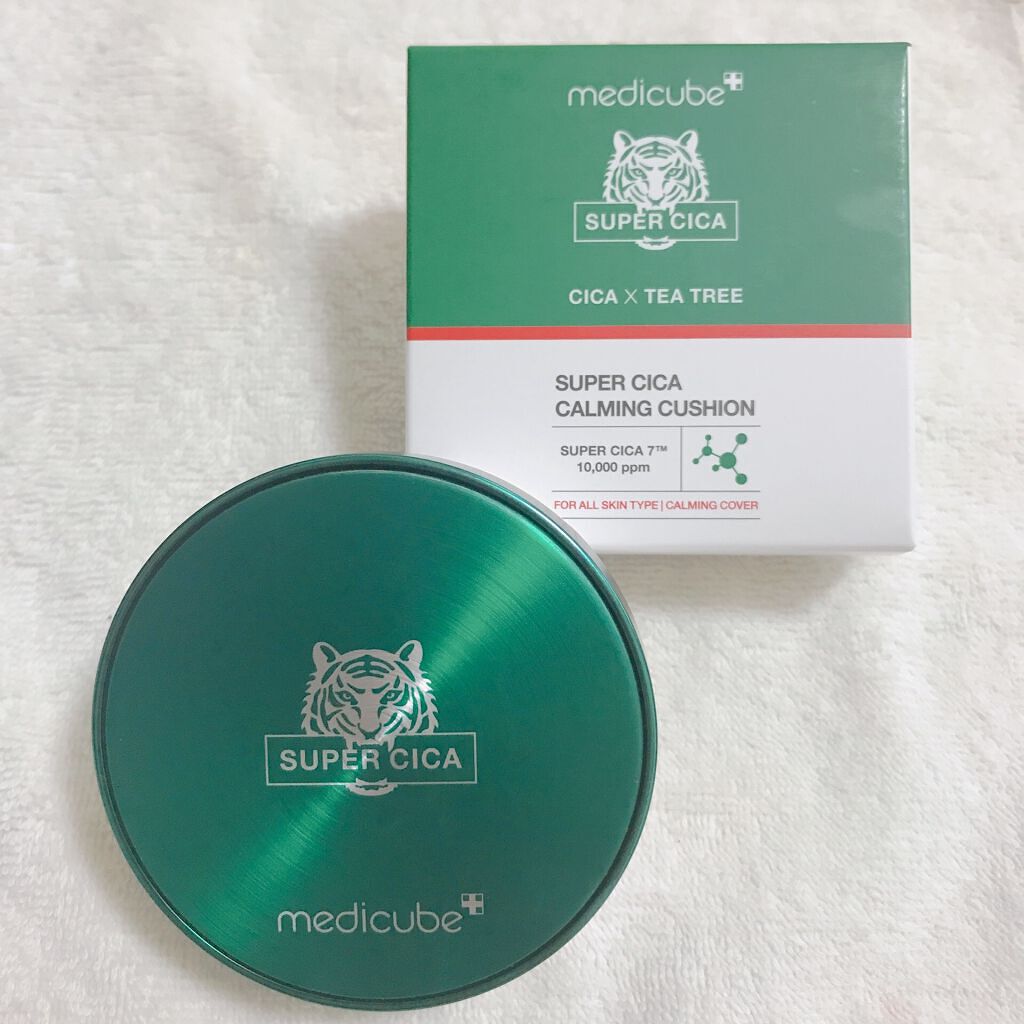 medicube
SUPER CICA
CICA X TEA TREE
SUPER CICA
CALMING CUSHION
SUPER CICA 7™
10,000 ppm
FOR ALL SKIN TYPE | CALMING COVER
SUPER CICA
medicube